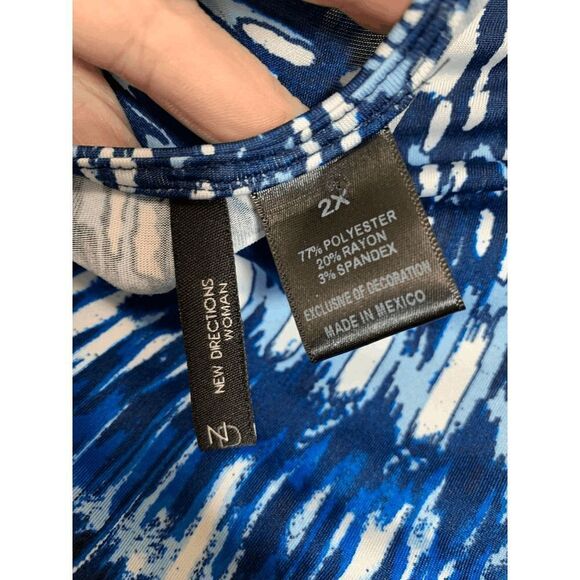 2X
77% POLYESTER
20% RAYON
3% SPANDEX
EXCLUSIVE OF DECORATION
MADE IN MEXICO
NEW DIRECTIONS
WOMAN
ND